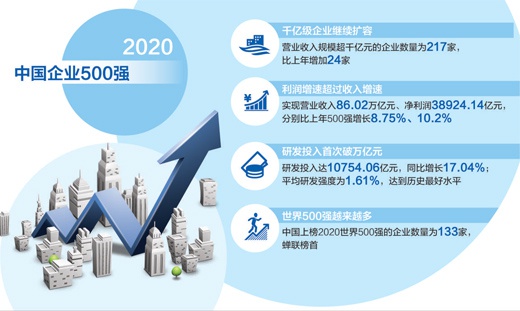 2020
中国企业500强
千亿级企业继续扩容
营业收入规模超千亿元的企业数量为217家，
比上年增加24家
利润增速超过收入增速
实现营业收入86.02万亿元、净利润38924.14亿元，
分别比上年500强增长8.75%、10.2%
研发投入首次破万亿元
研发投入达10754.06亿元，同比增长17.04%；
平均研发强度为1.61%，达到历史最好水平
世界500强越来越多
中国上榜2020世界500强的企业数量为133家，
蝉联榜首